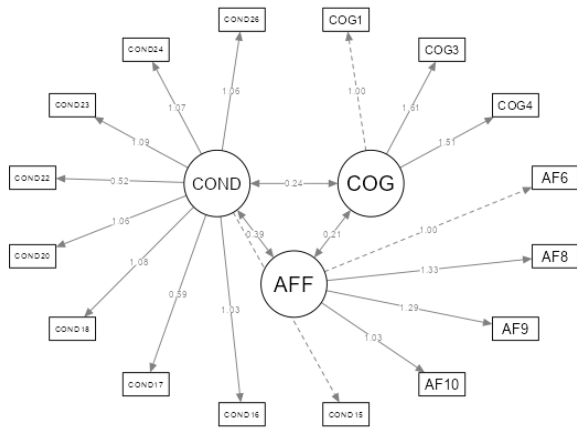 COND26
COG1
COND24
COG3
COND23
COG4
1.06
1.07
1.00
1.61
1.09
1.51
COND22
0.52
COND
0.24
COG
AF6
1.06
0.39
0.21
1.00
COND20
1.08
AFF
1.33
AF8
0.59
1.03
1.29
COND18
1.03
AF9
COND17
AF10
COND16
COND15